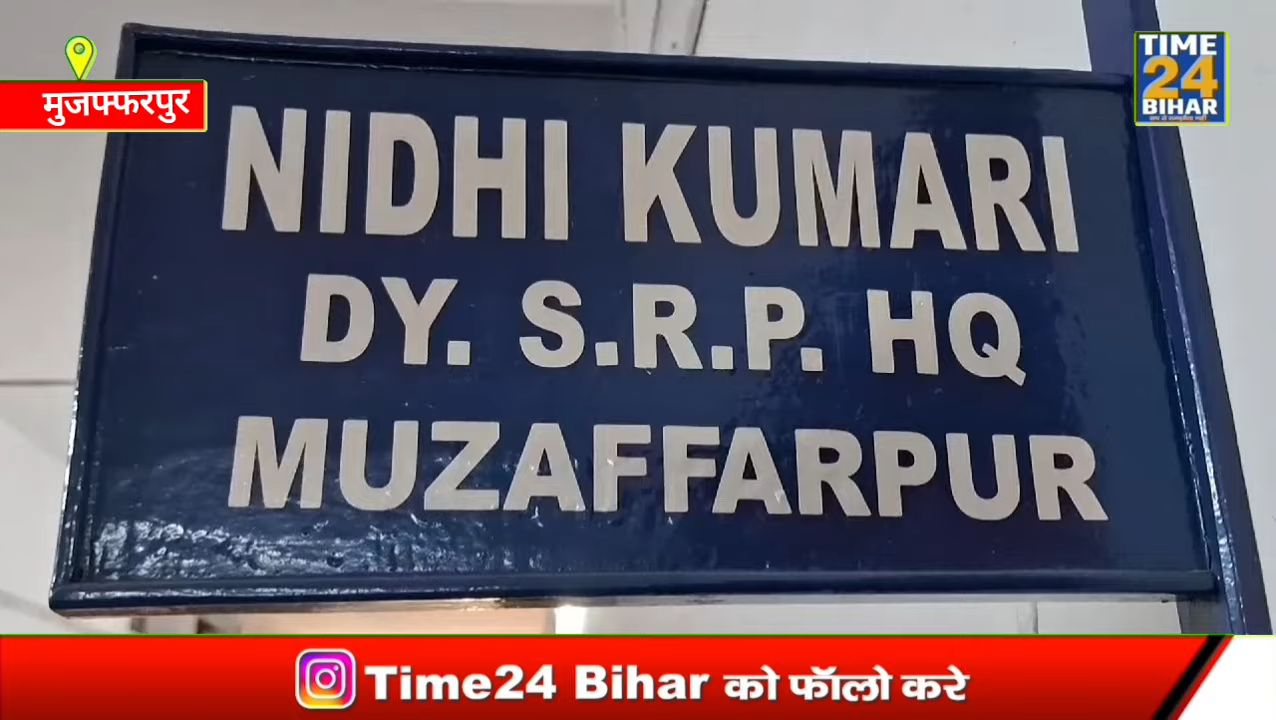 मुजफ्फरपुर
TIME
24
BIHAR
NIDHI KUMARI
DY. S.R.P. HQ
MUZAFFARPUR
Time24 Bihar को फॉलो करे